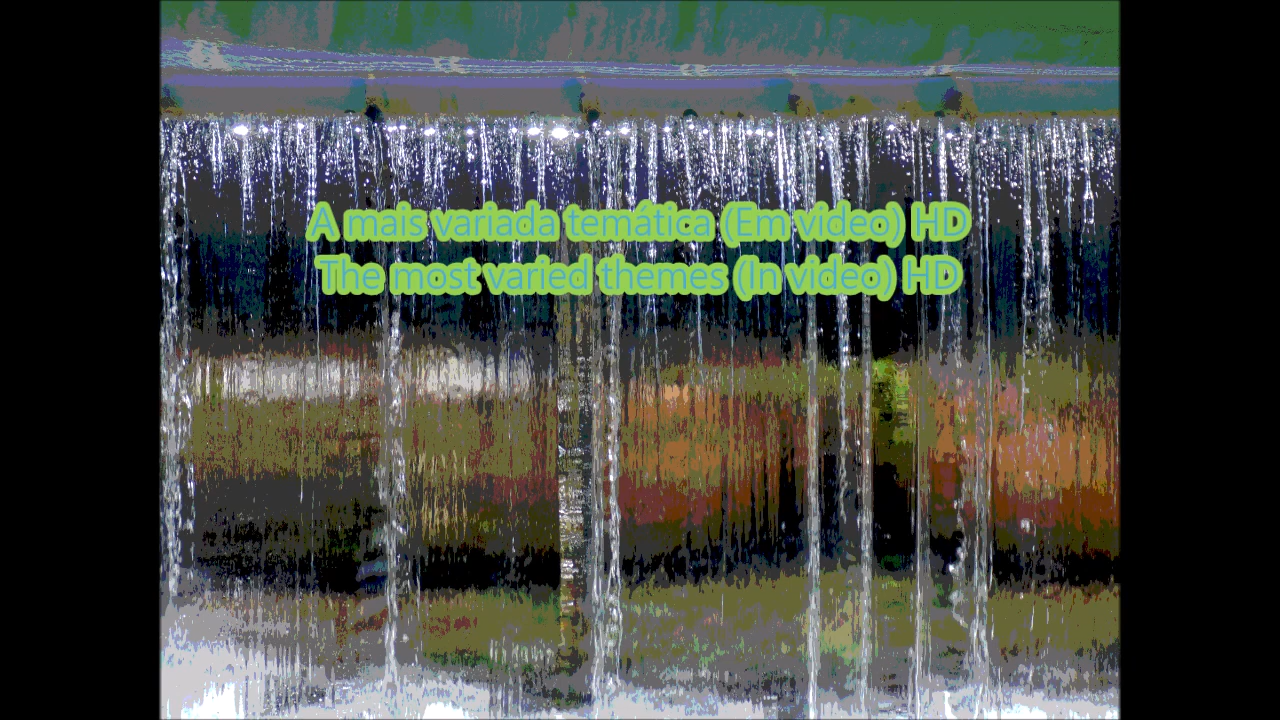 A mais variada temática (Em vídeo) HD
The most varied themes (In video) HD